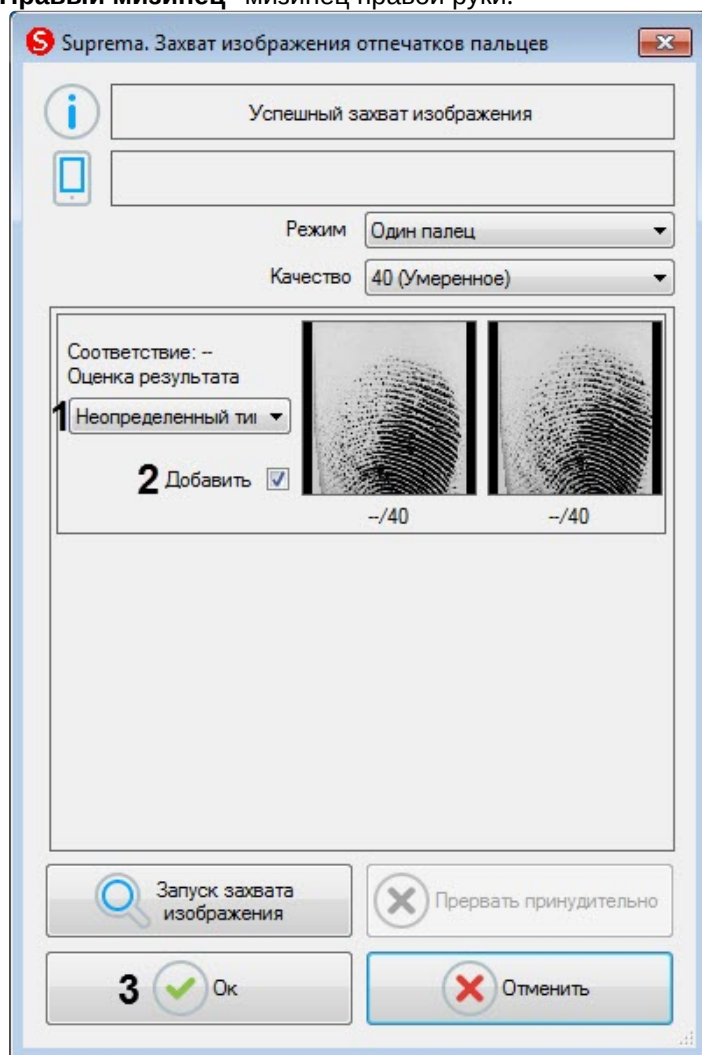 Правый мизинец - мизинец правой руки.
Suprema. Захват изображения отпечатков пальцев
Успешный захват изображения
Режим Один палец
Качество 40 (Умеренное)
Соответствие: --
Оценка результата
1 Неопределенный ти
2 Добавить
--/40 --/40
Запуск захвата
изображения
Прервать принудительно
3 Ок
Отменить